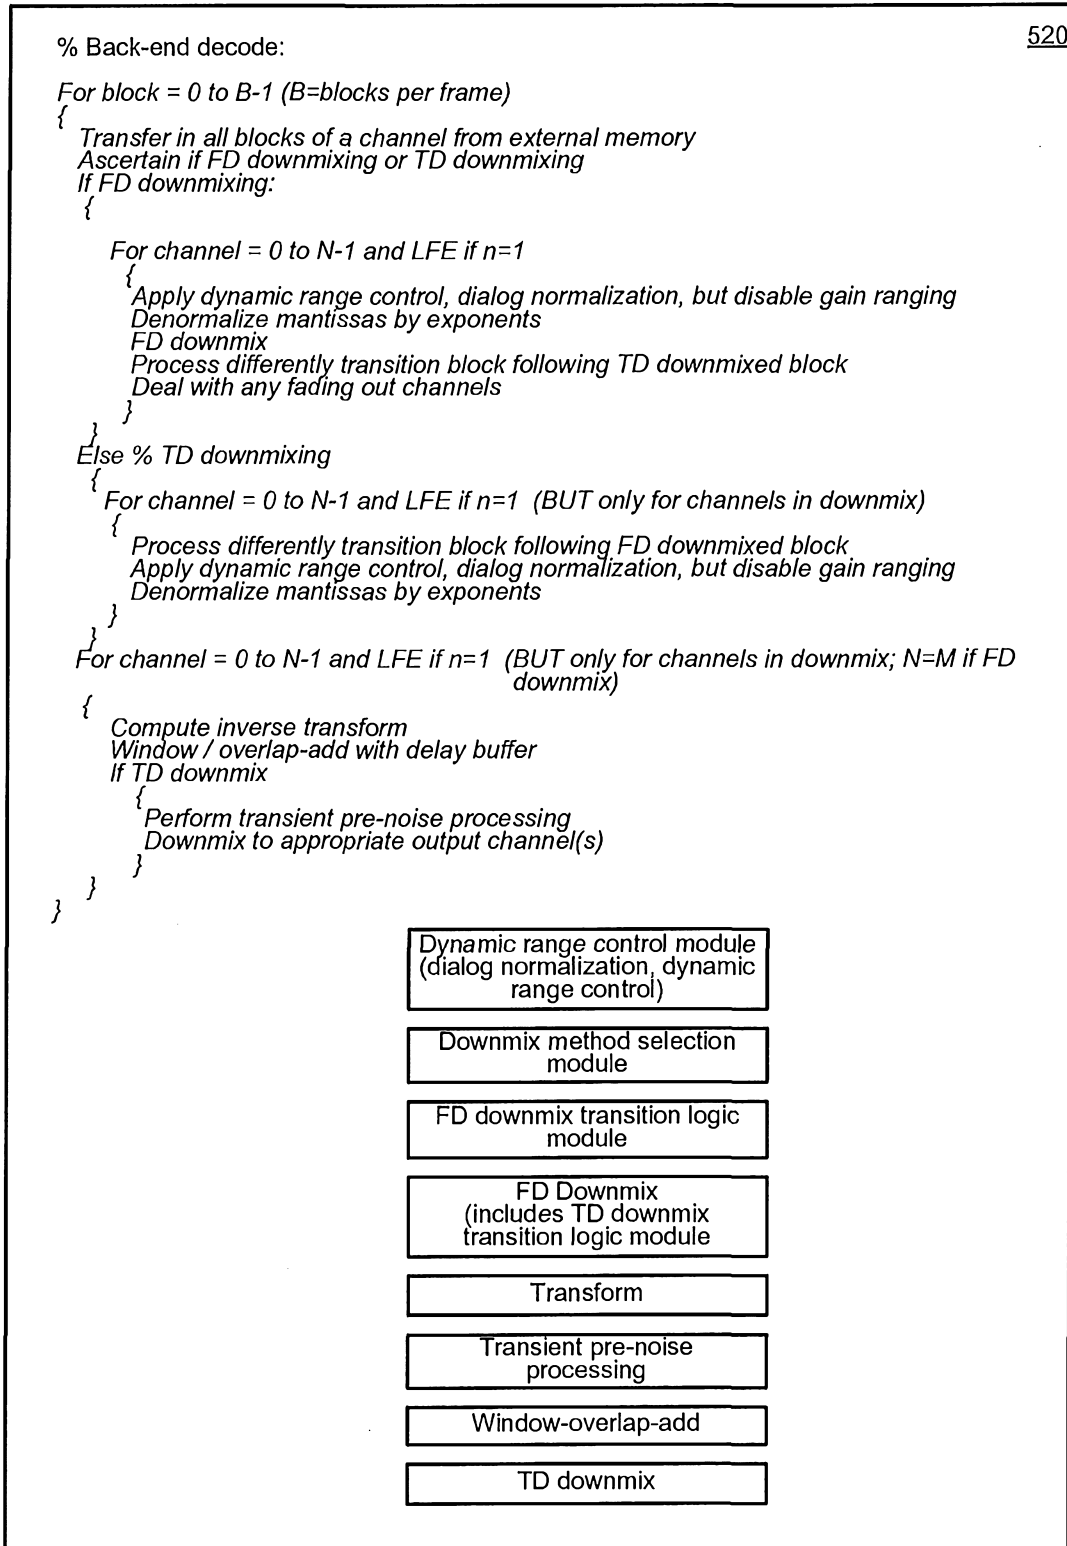 520
% Back-end decode:
For block = 0 to B-1 (B=blocks per frame)
{
Transfer in all blocks of a channel from external memory
Ascertain if FD downmixing or TD downmixing
If FD downmixing:
{
For channel = 0 to N-1 and LFE if n=1
{
Apply dynamic range control, dialog normalization, but disable gain ranging
Denormalize mantissas by exponents
FD downmix
Process differently transition block following TD downmixed block
Deal with any fading out channels
}
}
Else % TD downmixing
{
For channel = 0 to N-1 and LFE if n=1 (BUT only for channels in downmix)
{
Process differently transition block following FD downmixed block
Apply dynamic range control, dialog normalization, but disable gain ranging
Denormalize mantissas by exponents
}
}
For channel = 0 to N-1 and LFE if n=1 (BUT only for channels in downmix; N=M if FD
downmix)
{
Compute inverse transform
Window / overlap-add with delay buffer
If TD downmix
{
Perform transient pre-noise processing
Downmix to appropriate output channel(s)
}
}
}
Dynamic range control module
(dialog normalization, dynamic
range control)
Downmix method selection
module
FD downmix transition logic
module
FD Downmix
(includes TD downmix
transition logic module
Transform
Transient pre-noise
processing
Window-overlap-add
TD downmix